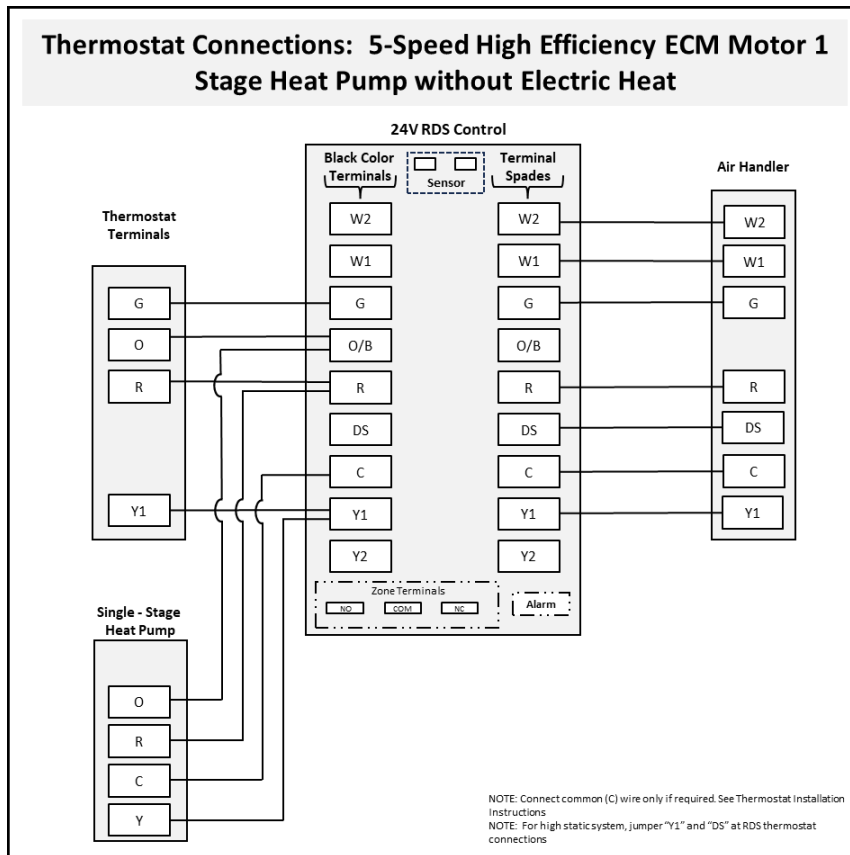 Thermostat Connections: 5-Speed High Efficiency ECM Motor 1
Stage Heat Pump without Electric Heat
24V RDS Control
Black Color
Terminals
Sensor
Terminal
Spades
Air Handler
Thermostat
Terminals
G
O
R
Y1
W2
W1
G
O/B
R
DS
C
Y1
Y2
W2
W1
G
O/B
R
DS
C
Y1
Y2
W2
W1
G
R
DS
C
Y1
Zone Terminals
NO
COM
NC
Alarm
Single - Stage
Heat Pump
O
R
C
Y
NOTE: Connect common (C) wire only if required. See Thermostat Installation
Instructions
NOTE: For high static system, jumper "Y1" and "DS" at RDS thermostat
connections